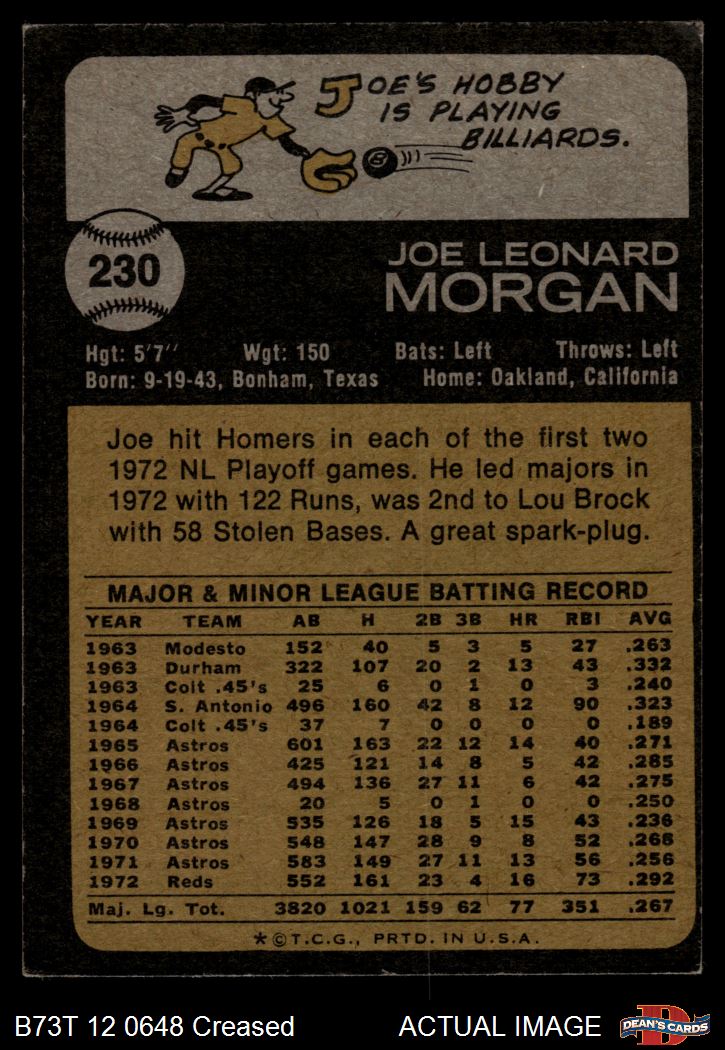 JOE'S HOBBY
IS PLAYING
BILLIARDS.
8
230
JOE LEONARD
MORGAN
Hgt: 5'7" Wgt: 150 Bats: Left Throws: Left
Born: 9-19-43, Bonham, Texas Home: Oakland, California
Joe hit Homers in each of the first two
1972 NL Playoff games. He led majors in
1972 with 122 Runs, was 2nd to Lou Brock
with 58 Stolen Bases. A great spark-plug.
MAJOR & MINOR LEAGUE BATTING RECORD
YEAR TEAM AB H 2B 3B HR RBI AVG
1963 Modesto 152 40 5 3 5 27 .263
1963 Durham 322 107 20 2 13 43 .332
1963 Colt .45's 25 6 0 1 0 3 .240
1964 S. Antonio 496 160 42 8 12 90 .323
1964 Colt .45's 37 7 0 0 0 0 .189
1965 Astros 601 163 22 12 14 40 .271
1966 Astros 425 121 14 8 5 42 .285
1967 Astros 494 136 27 11 6 42 .275
1968 Astros 20 5 0 1 0 0 .250
1969 Astros 535 126 18 5 15 43 .236
1970 Astros 548 147 28 9 8 52 .268
1971 Astros 583 149 27 11 13 56 .256
1972 Reds 552 161 23 4 16 73 .292
Maj. Lg. Tot. 3820 1021 159 62 77 351 .267
*©T.C.G., PRTD. IN U.S.A.
B73T 12 0648 Creased ACTUAL IMAGE
D
DEAN'S CARDS